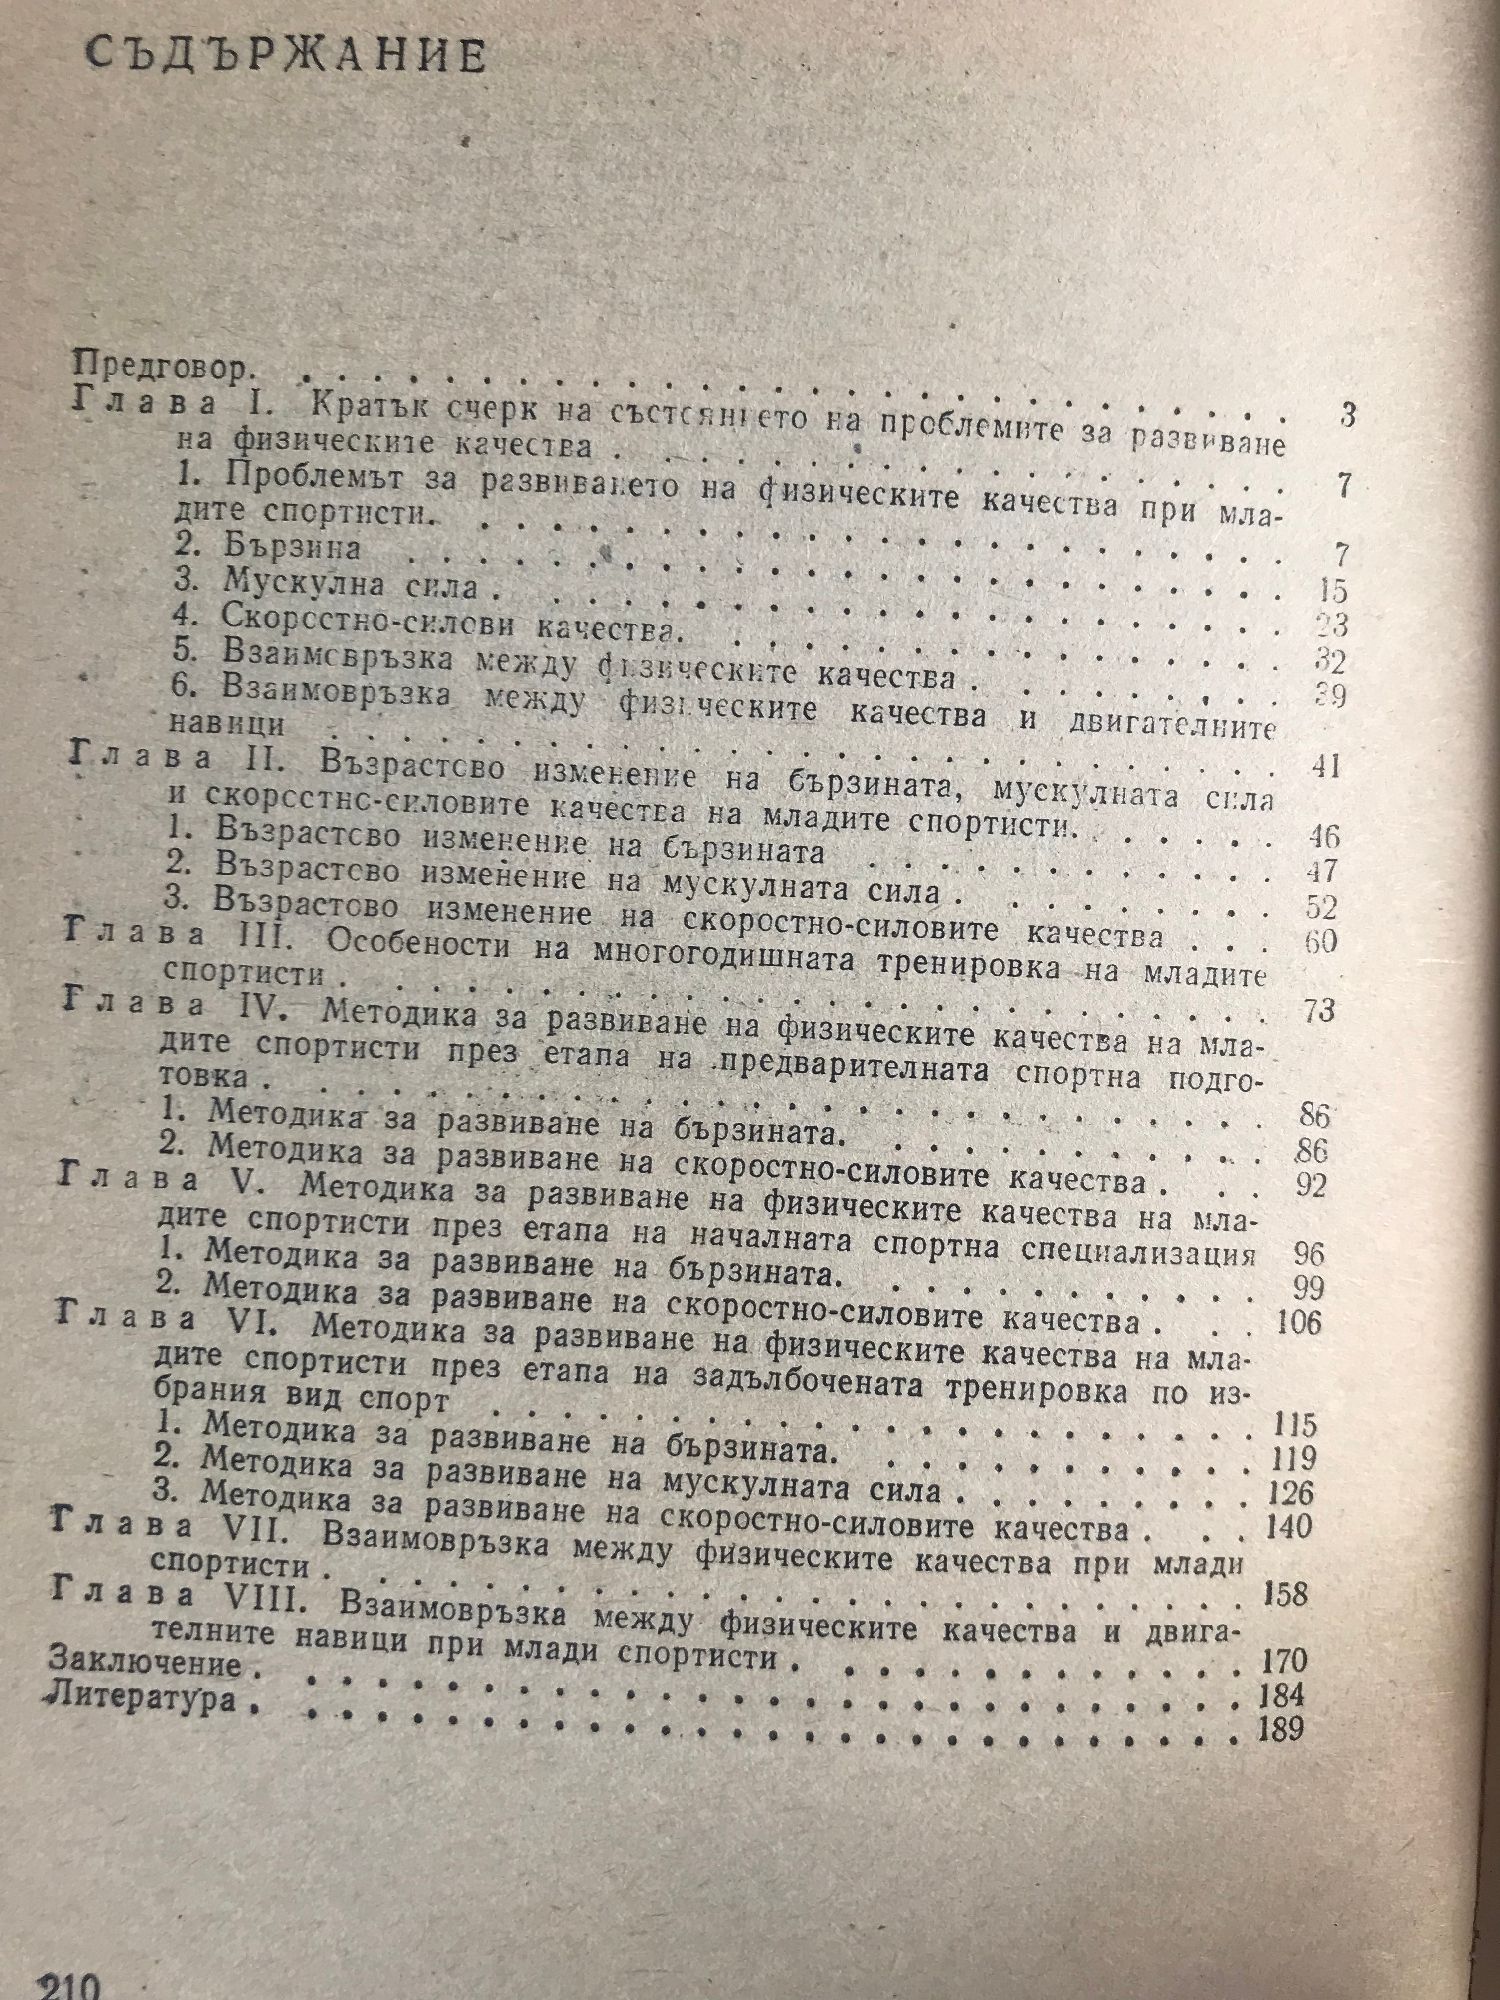 СЪДЪРЖАНИЕ
Предговор. . . . . . . . . . . . . . . . . . . . . . . . . . . . . 3
Глава I. Кратък очерк на състоянието на проблемите за развиване
на физическите качества . . . . . . . . . . . . . . . . . . . 7
1. Проблемът за развиването на физическите качества при мла-
дите спортисти. . . . . . . . . . . . . . . . . . . . . . . . 7
2. Бързина . . . . . . . . . . . . . . . . . . . . . . . . . 15
3. Мускулна сила . . . . . . . . . . . . . . . . . . . . . . 23
4. Скоростно-силови качества. . . . . . . . . . . . . . . . . 32
5. Взаимовръзка между физическите качества . . . . . . . . . 39
6. Взаимовръзка между физическите качества и двигателните
навици . . . . . . . . . . . . . . . . . . . . . . . . . . . 41
Глава II. Възрастово изменение на бързината, мускулната сила
и скоростно-силовите качества на младите спортисти. . . . . . 46
1. Възрастово изменение на бързината . . . . . . . . . . . . 47
2. Възрастово изменение на мускулната сила . . . . . . . . . 52
3. Възрастово изменение на скоростно-силовите качества . . . 60
Глава III. Особености на многогодишната тренировка на младите
спортисти . . . . . . . . . . . . . . . . . . . . . . . . . . 73
Глава IV. Методика за развиване на физическите качества на мла-
дите спортисти през етапа на предварителната спортна подго-
товка . . . . . . . . . . . . . . . . . . . . . . . . . . . . 86
1. Методика за развиване на бързината. . . . . . . . . . . . 86
2. Методика за развиване на скоростно-силовите качества . . . 92
Глава V. Методика за развиване на физическите качества на мла-
дите спортисти през етапа на началната спортна специализация 96
1. Методика за развиване на бързината. . . . . . . . . . . . 99
2. Методика за развиване на скоростно-силовите качества . . . 106
Глава VI. Методика за развиване на физическите качества на мла-
дите спортисти през етапа на задълбочената тренировка по из-
брания вид спорт . . . . . . . . . . . . . . . . . . . . . . 115
1. Методика за развиване на бързината. . . . . . . . . . . . 119
2. Методика за развиване на мускулната сила . . . . . . . . . 126
3. Методика за развиване на скоростно-силовите качества . . . 140
Глава VII. Взаимовръзка между физическите качества при млади
спортисти . . . . . . . . . . . . . . . . . . . . . . . . . . 158
Глава VIII. Взаимовръзка между физическите качества и двига-
телните навици при млади спортисти . . . . . . . . . . . . . 170
Заключение . . . . . . . . . . . . . . . . . . . . . . . . . . 184
Литература . . . . . . . . . . . . . . . . . . . . . . . . . . 189
210